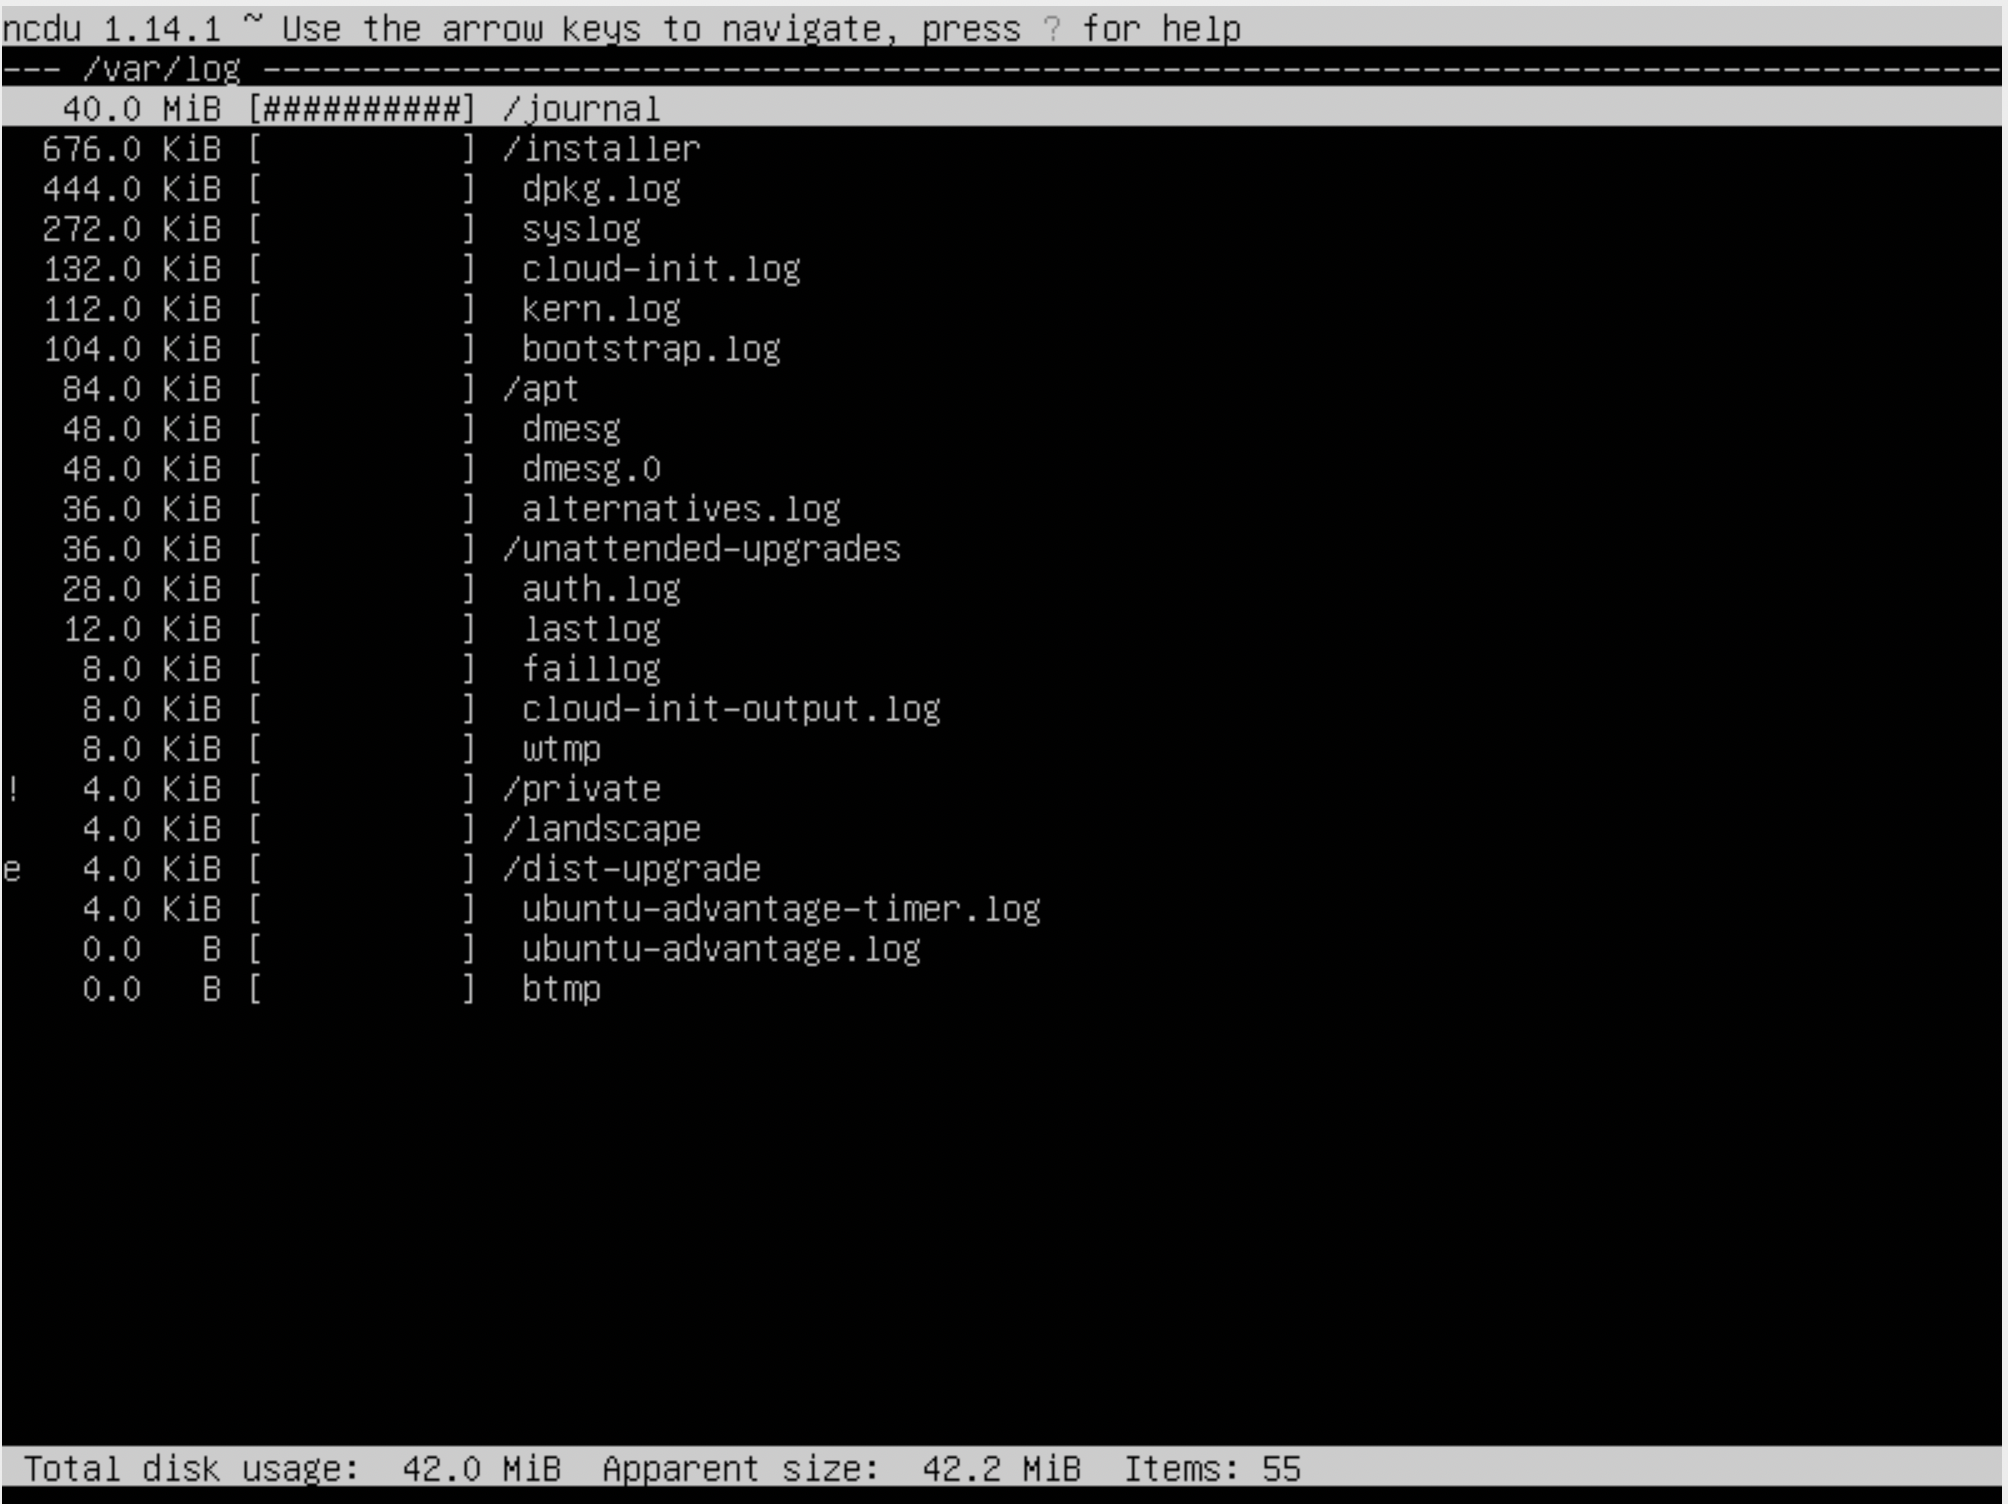 ncdu 1.14.1 ~ Use the arrow keys to navigate, press ? for help
--- /var/log ---------------------------------------------------------------------------------------
   40.0 MiB [##########] /journal
  676.0 KiB [          ] /installer
  444.0 KiB [          ]  dpkg.log
  272.0 KiB [          ]  syslog
  132.0 KiB [          ]  cloud-init.log
  112.0 KiB [          ]  kern.log
  104.0 KiB [          ]  bootstrap.log
   84.0 KiB [          ] /apt
   48.0 KiB [          ]  dmesg
   48.0 KiB [          ]  dmesg.0
   36.0 KiB [          ]  alternatives.log
   36.0 KiB [          ] /unattended-upgrades
   28.0 KiB [          ]  auth.log
   12.0 KiB [          ]  lastlog
    8.0 KiB [          ]  faillog
    8.0 KiB [          ]  cloud-init-output.log
    8.0 KiB [          ]  wtmp
!   4.0 KiB [          ] /private
    4.0 KiB [          ] /landscape
e   4.0 KiB [          ] /dist-upgrade
    4.0 KiB [          ]  ubuntu-advantage-timer.log
    0.0   B [          ]  ubuntu-advantage.log
    0.0   B [          ]  btmp
 Total disk usage:  42.0 MiB  Apparent size:  42.2 MiB  Items: 55